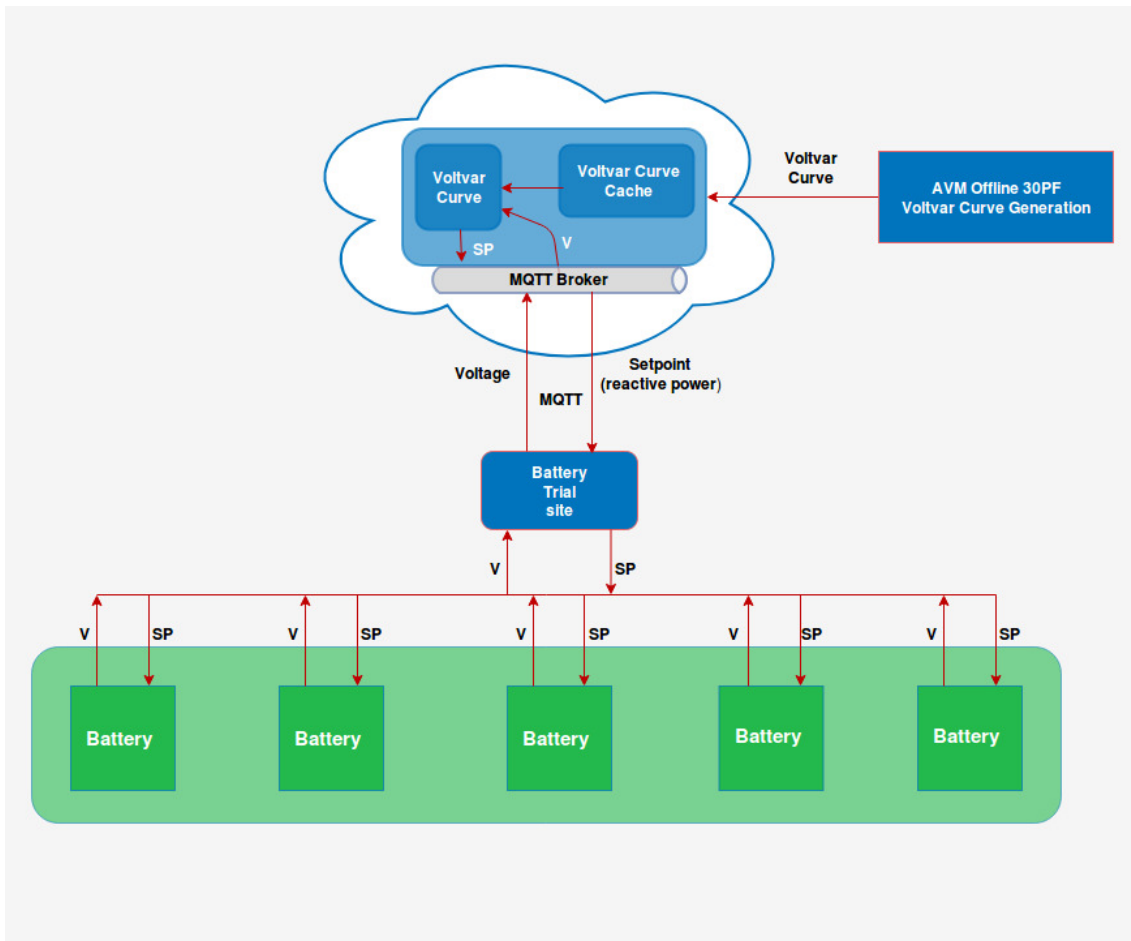 Voltvar
Curve
Voltvar Curve
Cache
Voltvar
Curve
AVM Offline 30PF
Voltvar Curve Generation
SP
V
MQTT Broker
Voltage
Setpoint
(reactive power)
MQTT
Battery
Trial
site
V
SP
V
SP
V
SP
V
SP
V
SP
V
SP
Battery
Battery
Battery
Battery
Battery